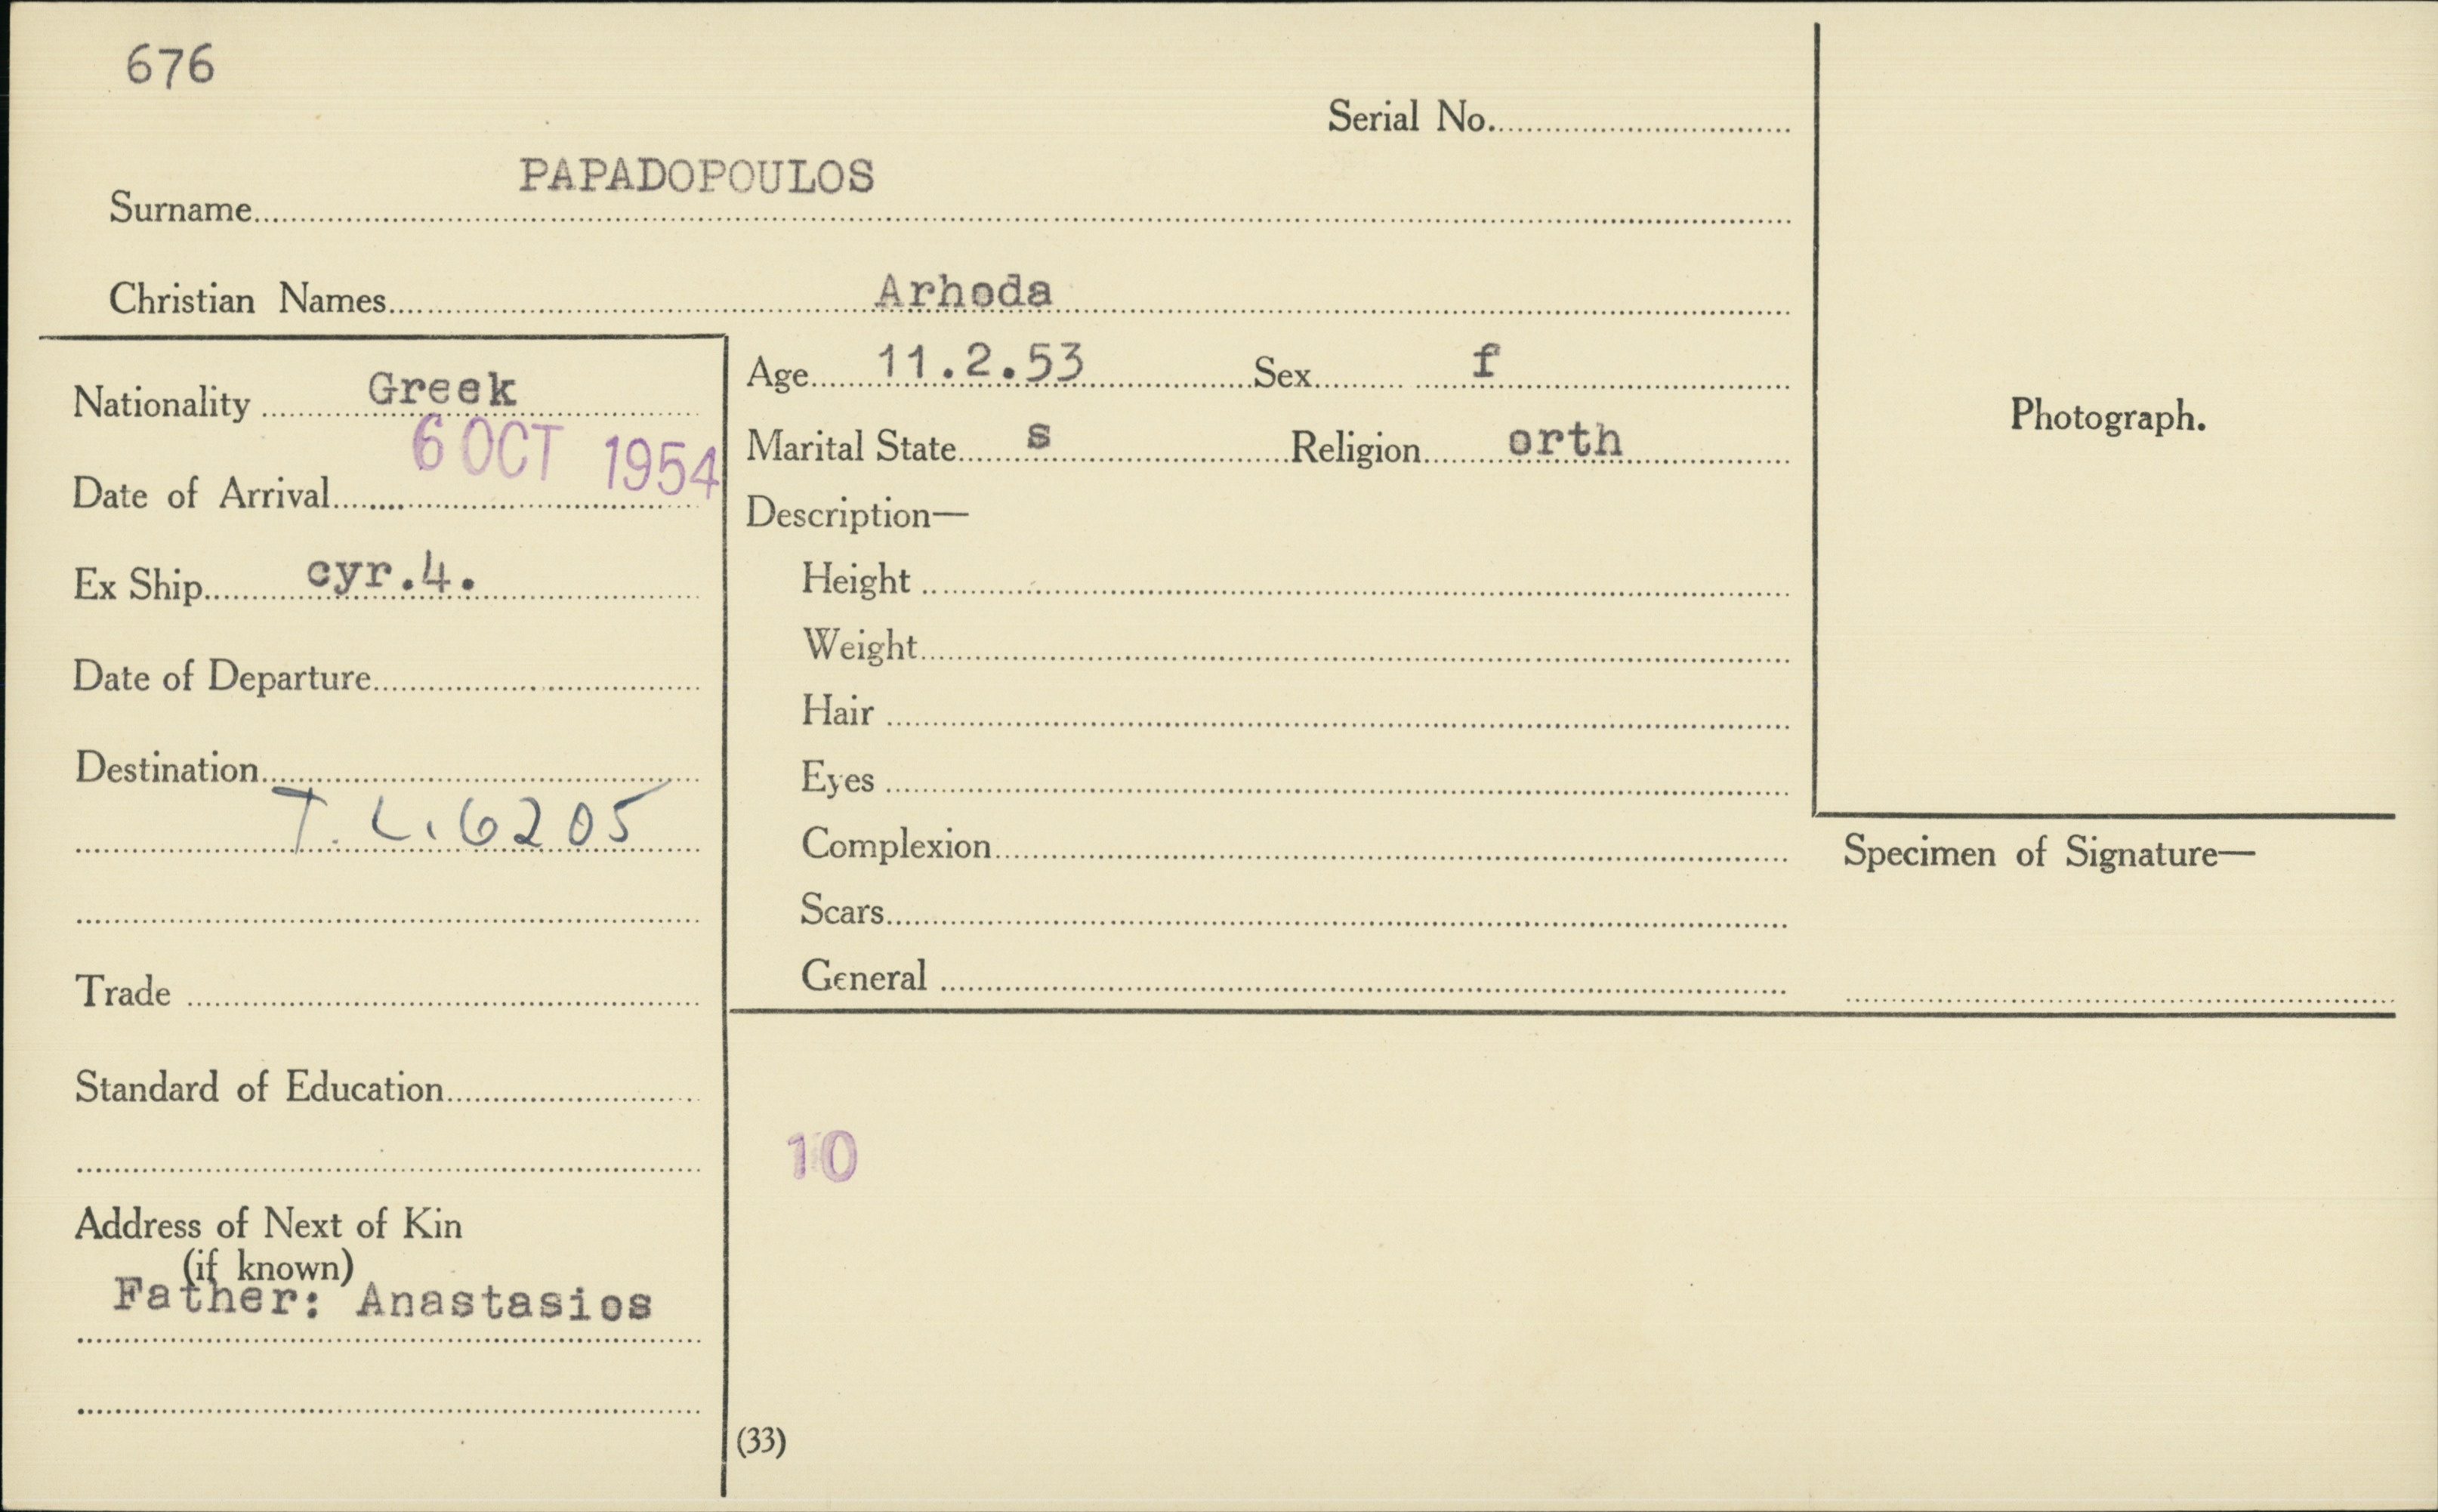 676
Serial No.
PAPADOPOULOS
Surname
Christian Names Arhoda
Nationality Greek
Date of Arrival 6 OCT 1954
Ex Ship cyr.4.
Date of Departure
Destination
T. L. 6205
Trade
Standard of Education
Address of Next of Kin
(if known)
Father: Anastasios
Age 11.2.53 Sex f
Marital State s Religion orth
Description—
Height
Weight
Hair
Eyes
Complexion
Scars
General
10
(33)
Photograph.
Specimen of Signature—